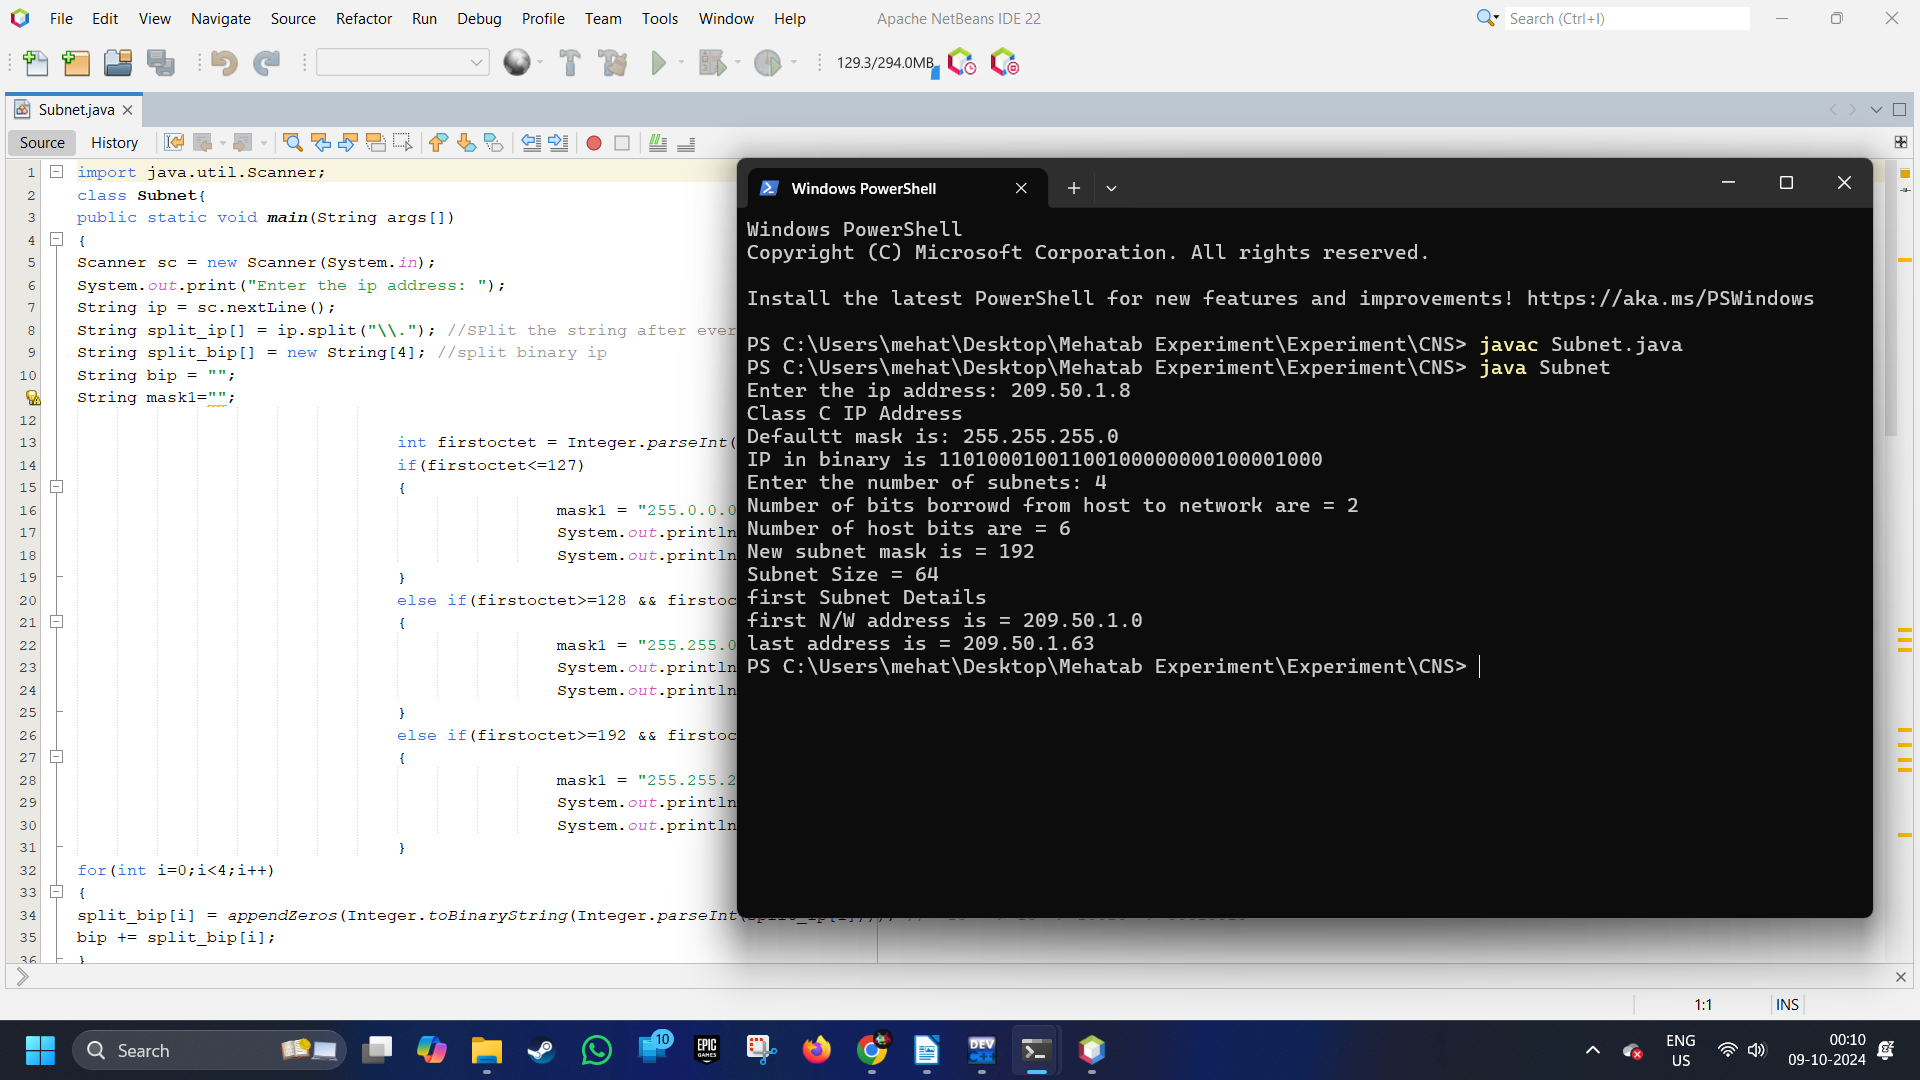 File Edit View Navigate Source Refactor Run Debug Profile Team Tools Window Help
Apache NetBeans IDE 22
Search (Ctrl+I)
129.3/294.0MB
Subnet.java
Source History
1 import java.util.Scanner;
2 class Subnet{
3 public static void main(String args[])
4 {
5 Scanner sc = new Scanner(System.in);
6 System.out.print("Enter the ip address: ");
7 String ip = sc.nextLine();
8 String split_ip[] = ip.split("\\."); //SPlit the string after ever
9 String split_bip[] = new String[4]; //split binary ip
10 String bip = "";
String mask1="";
12
13 int firstoctet = Integer.parseInt(
14 if(firstoctet<=127)
15 {
16 mask1 = "255.0.0.0
17 System.out.println
18 System.out.println
19 }
20 else if(firstoctet>=128 && firstoc
21 {
22 mask1 = "255.255.0
23 System.out.println
24 System.out.println
25 }
26 else if(firstoctet>=192 && firstoc
27 {
28 mask1 = "255.255.2
29 System.out.println
30 System.out.println
31 }
32 for(int i=0;i<4;i++)
33 {
34 split_bip[i] = appendZeros(Integer.toBinaryString(Integer.parseInt(
35 bip += split_bip[i];
36 }
Windows PowerShell
Windows PowerShell
Copyright (C) Microsoft Corporation. All rights reserved.
Install the latest PowerShell for new features and improvements! https://aka.ms/PSWindows
PS C:\Users\mehat\Desktop\Mehatab Experiment\Experiment\CNS> javac Subnet.java
PS C:\Users\mehat\Desktop\Mehatab Experiment\Experiment\CNS> java Subnet
Enter the ip address: 209.50.1.8
Class C IP Address
Defaultt mask is: 255.255.255.0
IP in binary is 11010001001100100000000100001000
Enter the number of subnets: 4
Number of bits borrowd from host to network are = 2
Number of host bits are = 6
New subnet mask is = 192
Subnet Size = 64
first Subnet Details
first N/W address is = 209.50.1.0
last address is = 209.50.1.63
PS C:\Users\mehat\Desktop\Mehatab Experiment\Experiment\CNS>
1:1 INS
Search
10
EPIC GAMES
DEV C++
ENG US
00:10
09-10-2024